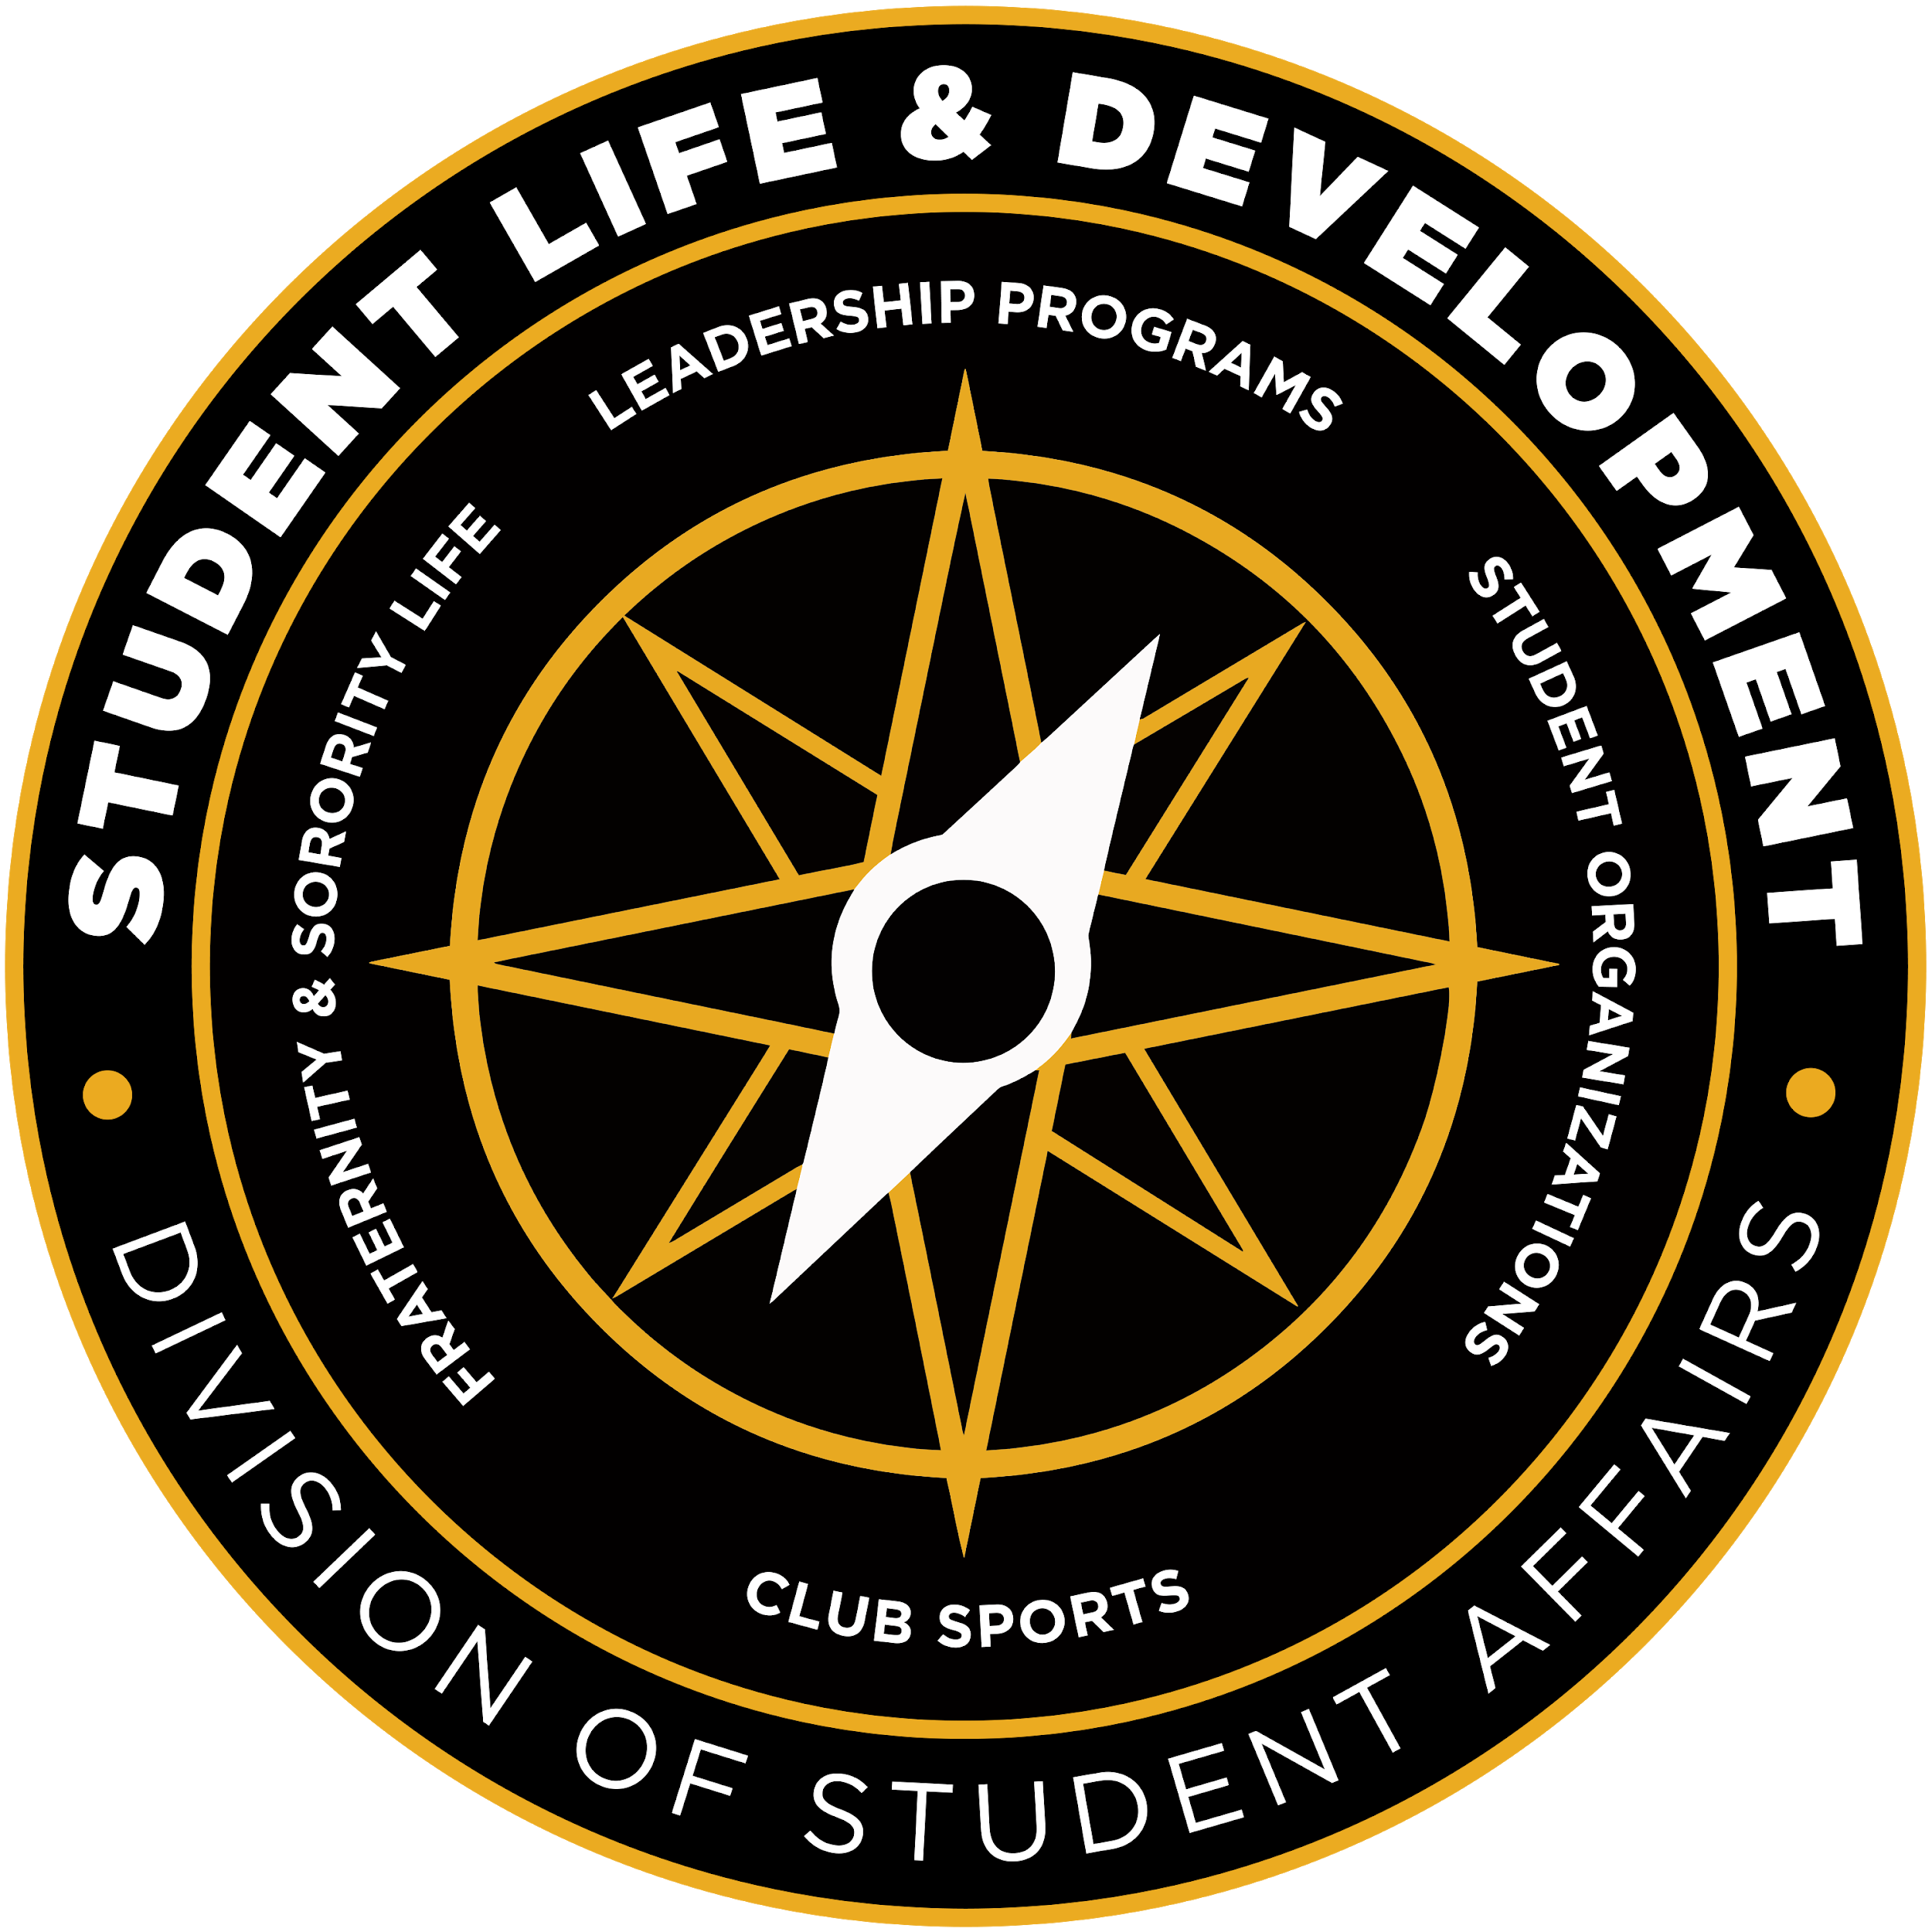 STUDENT LIFE & DEVELOPMENT
LEADERSHIP PROGRAMS
FRATERNITY & SORORITY LIFE
STUDENT ORGANIZATIONS
CLUB SPORTS
DIVISION OF STUDENT AFFAIRS